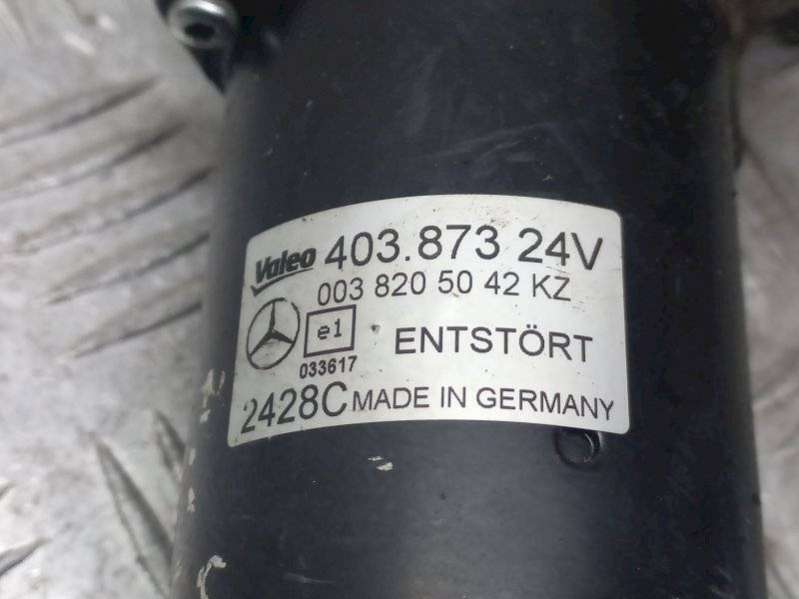 Valeo 403.873 24V
003 820 50 42 KZ
e1 ENTSTÖRT
033617
2428C MADE IN GERMANY